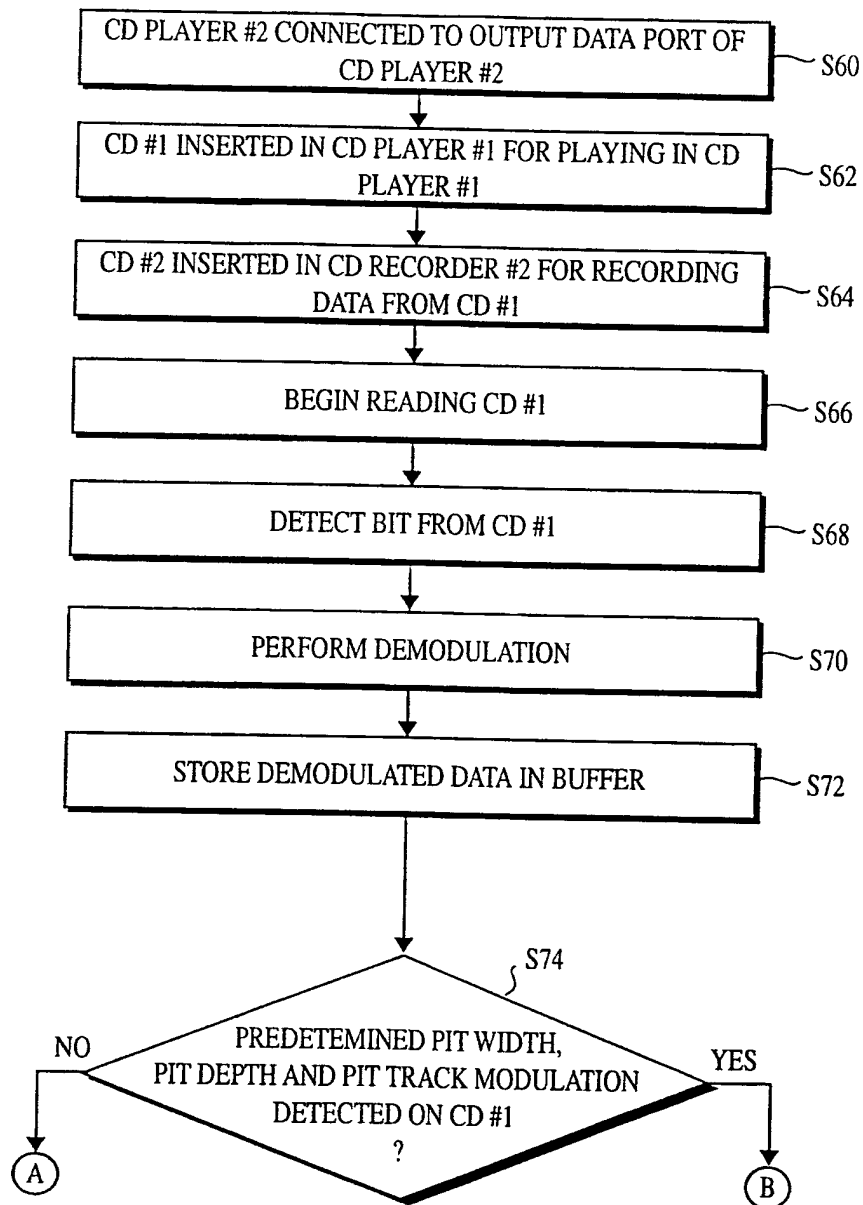 CD PLAYER #2 CONNECTED TO OUTPUT DATA PORT OF
CD PLAYER #2
S60
CD #1 INSERTED IN CD PLAYER #1 FOR PLAYING IN CD
PLAYER #1
S62
CD #2 INSERTED IN CD RECORDER #2 FOR RECORDING
DATA FROM CD #1
S64
BEGIN READING CD #1
S66
DETECT BIT FROM CD #1
S68
PERFORM DEMODULATION
S70
STORE DEMODULATED DATA IN BUFFER
S72
S74
PREDETEMINED PIT WIDTH,
PIT DEPTH AND PIT TRACK MODULATION
DETECTED ON CD #1
?
NO
YES
A
B